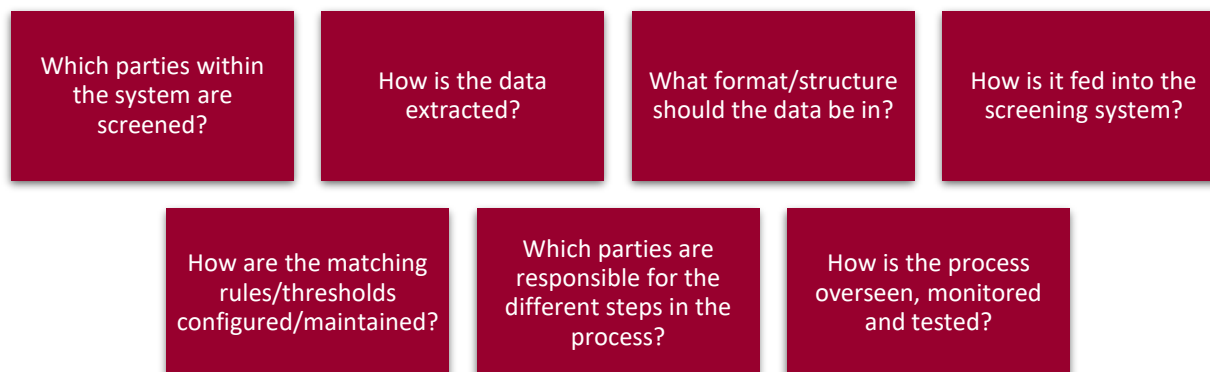 Which parties within
the system are
screened?
How is the data
extracted?
What format/structure
should the data be in?
How is it fed into the
screening system?
How are the matching
rules/thresholds
configured/maintained?
Which parties are
responsible for the
different steps in the
process?
How is the process
overseen, monitored
and tested?